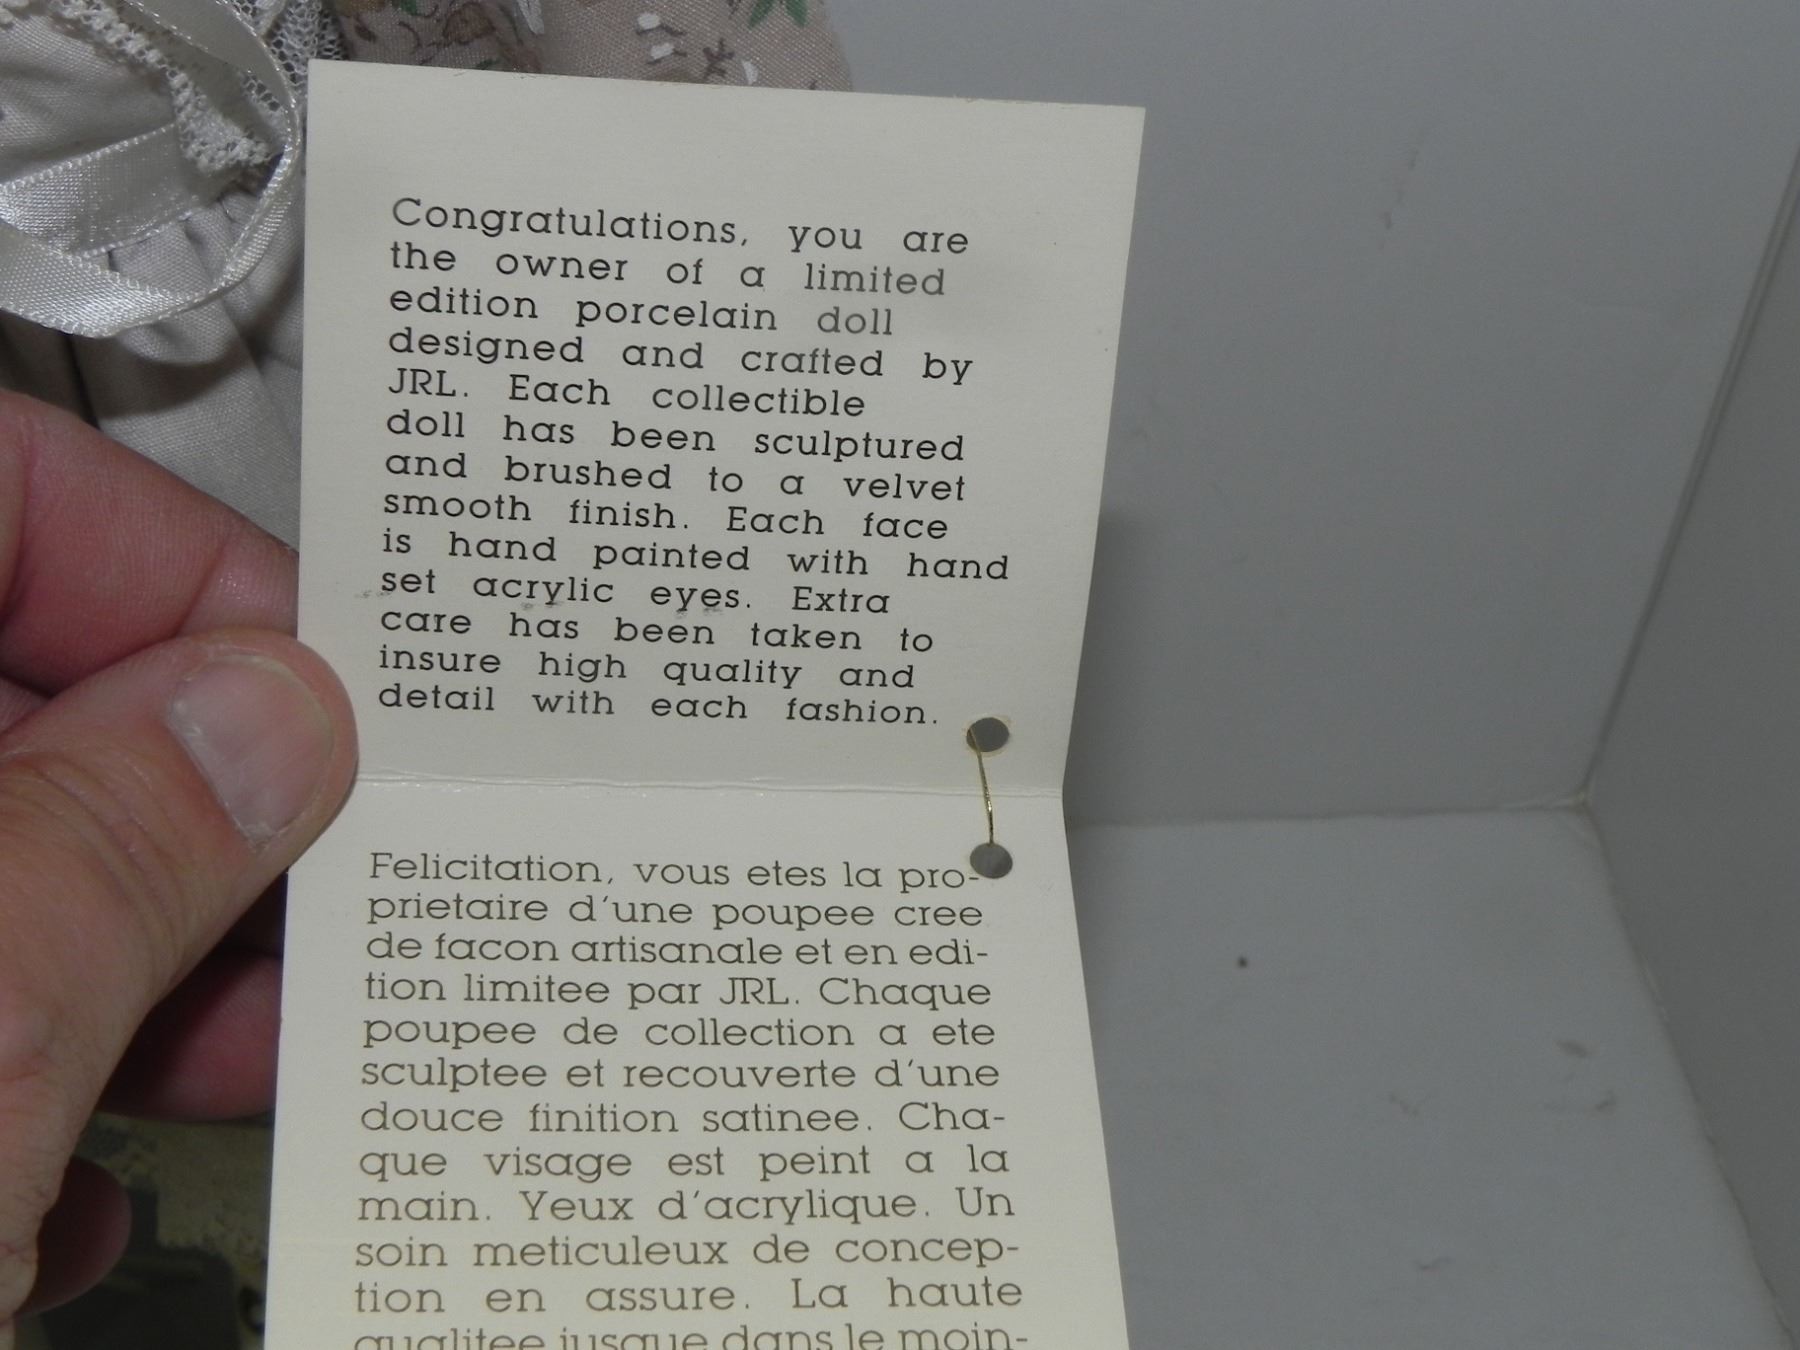 Congratulations, you are
the owner of a limited
edition porcelain doll
designed and crafted by
JRL. Each collectible
doll has been sculptured
and brushed to a velvet
smooth finish. Each face
is hand painted with hand
set acrylic eyes. Extra
care has been taken to
insure high quality and
detail with each fashion.
Felicitation, vous etes la pro-
prietaire d'une poupee cree
de facon artisanale et en edi-
tion limitee par JRL. Chaque
poupee de collection a ete
sculptee et recouverte d'une
douce finition satinee. Cha-
que visage est peint a la
main. Yeux d'acrylique. Un
soin meticuleux de concep-
tion en assure. La haute
qualitee jusque dans le moin-